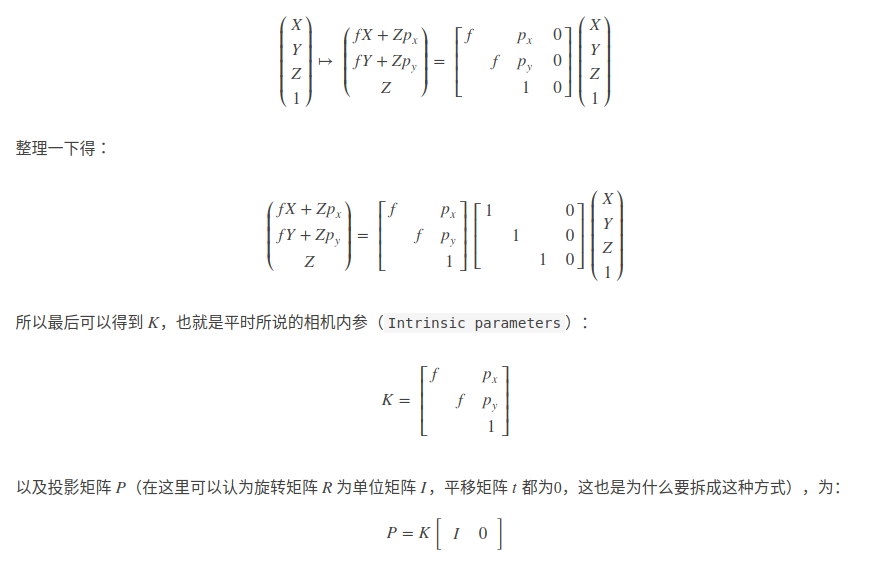 $$\begin{pmatrix} X \\ Y \\ Z \\ 1 \end{pmatrix} \mapsto \begin{pmatrix} fX + Zp_x \\ fY + Zp_y \\ Z \end{pmatrix} = \begin{bmatrix} f & & p_x & 0 \\ & f & p_y & 0 \\ & & 1 & 0 \end{bmatrix} \begin{pmatrix} X \\ Y \\ Z \\ 1 \end{pmatrix}$$
整理一下得：
$$\begin{pmatrix} fX + Zp_x \\ fY + Zp_y \\ Z \end{pmatrix} = \begin{bmatrix} f & & p_x \\ & f & p_y \\ & & 1 \end{bmatrix} \begin{bmatrix} 1 & & & 0 \\ & 1 & & 0 \\ & & 1 & 0 \end{bmatrix} \begin{pmatrix} X \\ Y \\ Z \\ 1 \end{pmatrix}$$
所以最后可以得到 K，也就是平时所说的相机内参（Intrinsic parameters）：
$$K = \begin{bmatrix} f & & p_x \\ & f & p_y \\ & & 1 \end{bmatrix}$$
以及投影矩阵 P（在这里可以认为旋转矩阵 R 为单位矩阵 I，平移矩阵 t 都为0，这也是为什么要拆成这种方式），为：
$$P = K \begin{bmatrix} I & 0 \end{bmatrix}$$